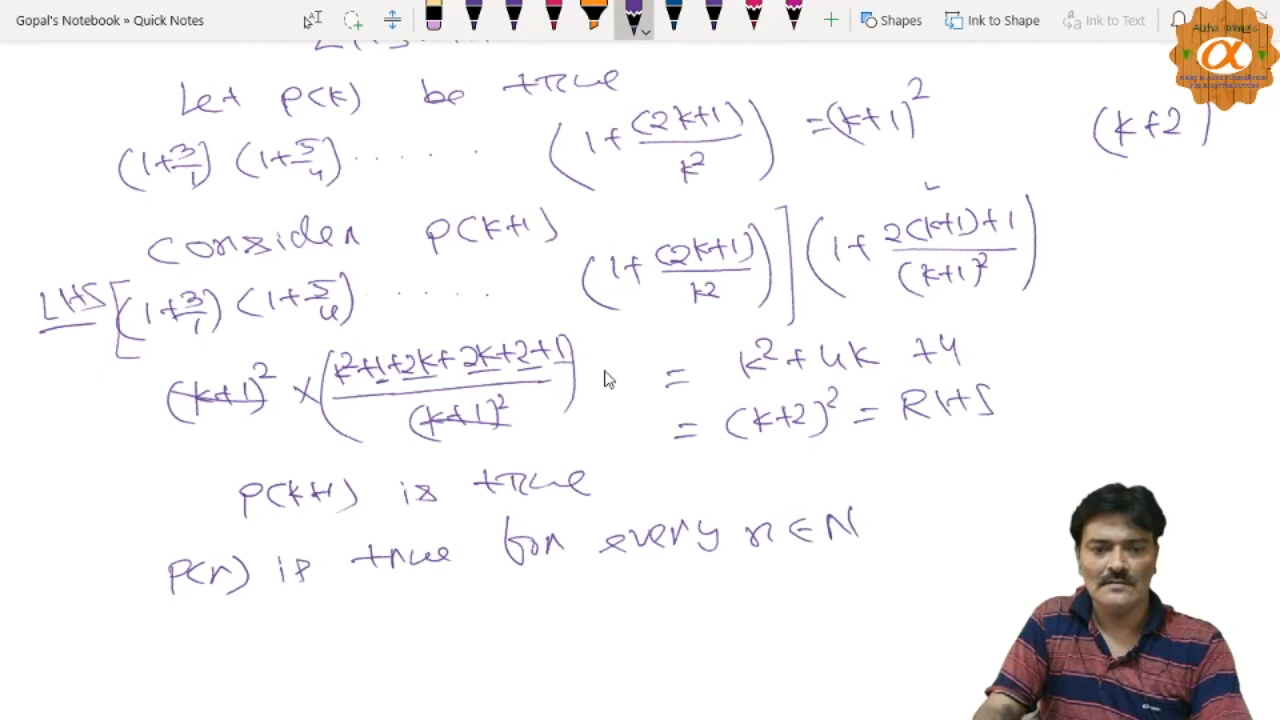 Gopal's Notebook » Quick Notes
Shapes Ink to Shape Ink to Text
Let P(k) be true
(1+3/1) (1+5/4) ....... (1+(2k+1)/k²) =(k+1)² (k+2)
Consider P(k+1)
LHS [(1+3/1) (1+5/4) ....... (1+(2k+1)/k²)] (1+2(k+1)+1/(k+1)²)
(k+1)² × (k²+1+2k+2k+2+1/(k+1)²) = k²+4k +4
= (k+2)² = RHS
P(k+1) is true
P(n) is true for every n∈N
α